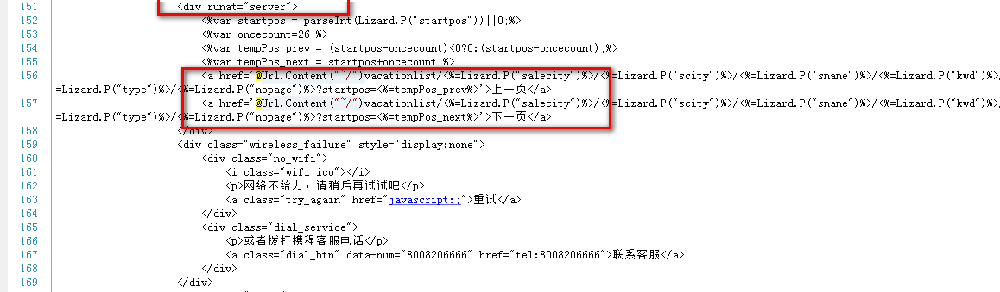 151 <div runat="server">
152 <%var startpos = parseInt(Lizard.P("startpos"))||0;%>
153 <%var oncecount=26;%>
154 <%var tempPos_prev = (startpos-oncecount)<0?0:(startpos-oncecount);%>
155 <%var tempPos_next = startpos+oncecount;%>
156 <a href='@Url.Content("~/")vacationlist/<%=Lizard.P("salecity")%>/<%=Lizard.P("scity")%>/<%=Lizard.P("sname")%>/<%=Lizard.P("kwd")%>.
=Lizard.P("type")%>/<%=Lizard.P("nopage")%>?startpos=<%=tempPos_prev%>'>上一页</a>
157 <a href='@Url.Content("~/")vacationlist/<%=Lizard.P("salecity")%>/<%=Lizard.P("scity")%>/<%=Lizard.P("sname")%>/<%=Lizard.P("kwd")%>.
=Lizard.P("type")%>/<%=Lizard.P("nopage")%>?startpos=<%=tempPos_next%>'>下一页</a>
158 </div>
159 <div class="wireless_failure" style="display:none">
160 <div class="no_wifi">
161 <i class="wifi_ico"></i>
162 <p>网络不给力，请稍后再试试吧</p>
163 <a class="try_again" href="javascript:;">重试</a>
164 </div>
165 <div class="dial_service">
166 <p>或者拨打携程客服电话</p>
167 <a class="dial_btn" data-num="8008206666" href="tel:8008206666">联系客服</a>
168 </div>
169 </div>